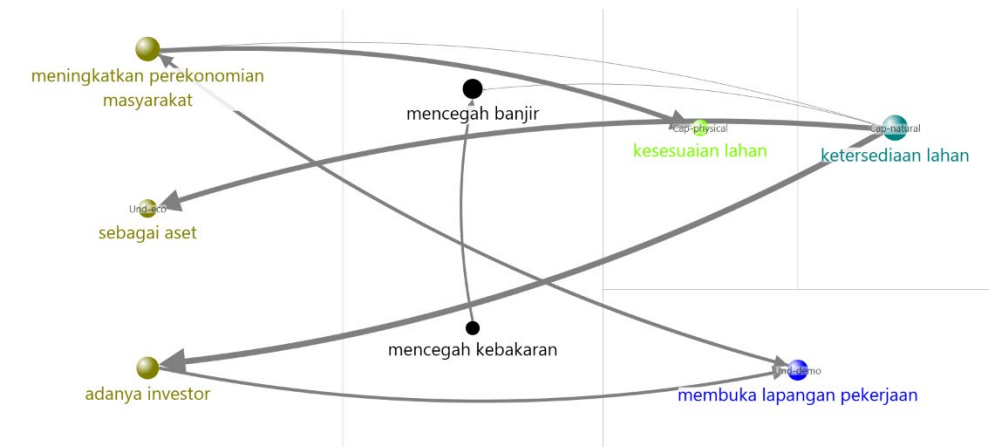 meningkatkan perekonomian
masyarakat
mencegah banjir
Cap-physical
kesesuaian lahan
Cap-natural
ketersediaan lahan
Und-eco
sebagai aset
mencegah kebakaran
adanya investor
Und-demo
membuka lapangan pekerjaan